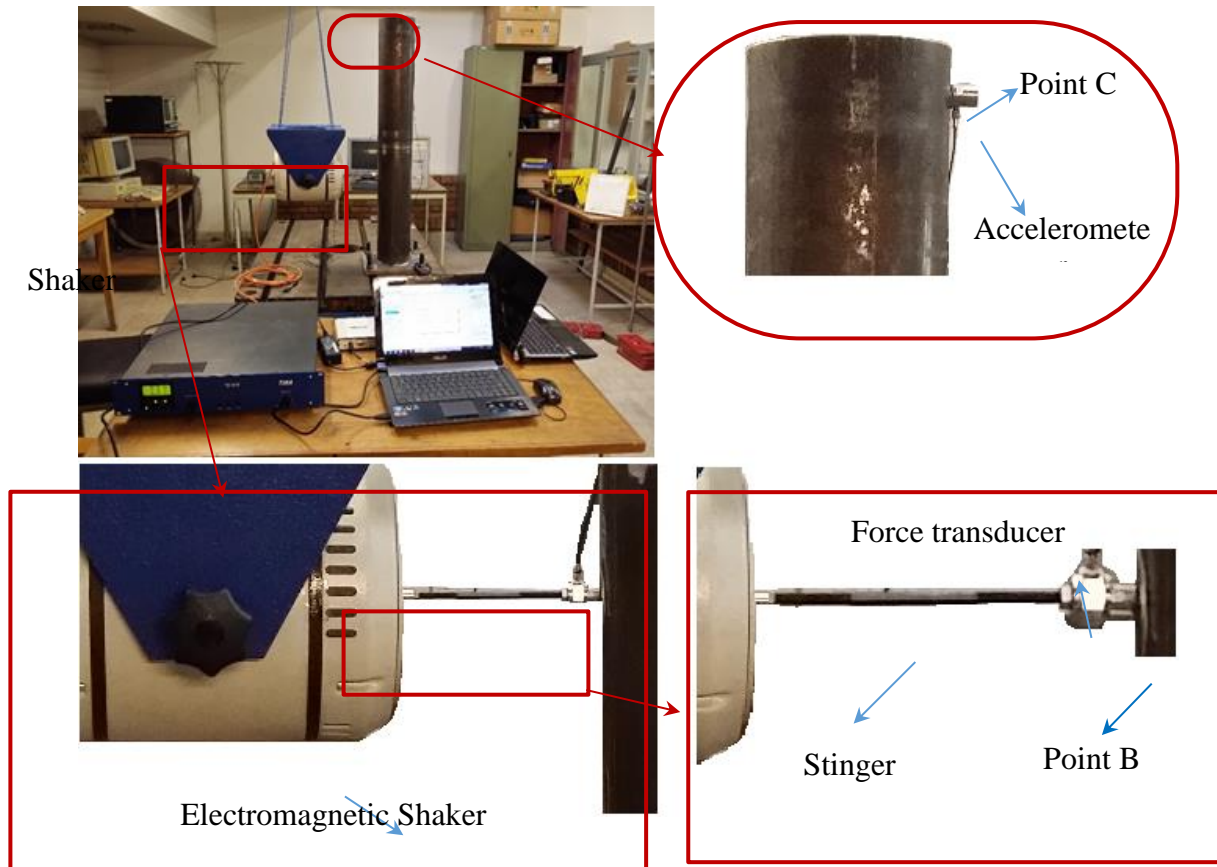 Point C
Acceleromete
Shaker
Force transducer
Stinger
Point B
Electromagnetic Shaker